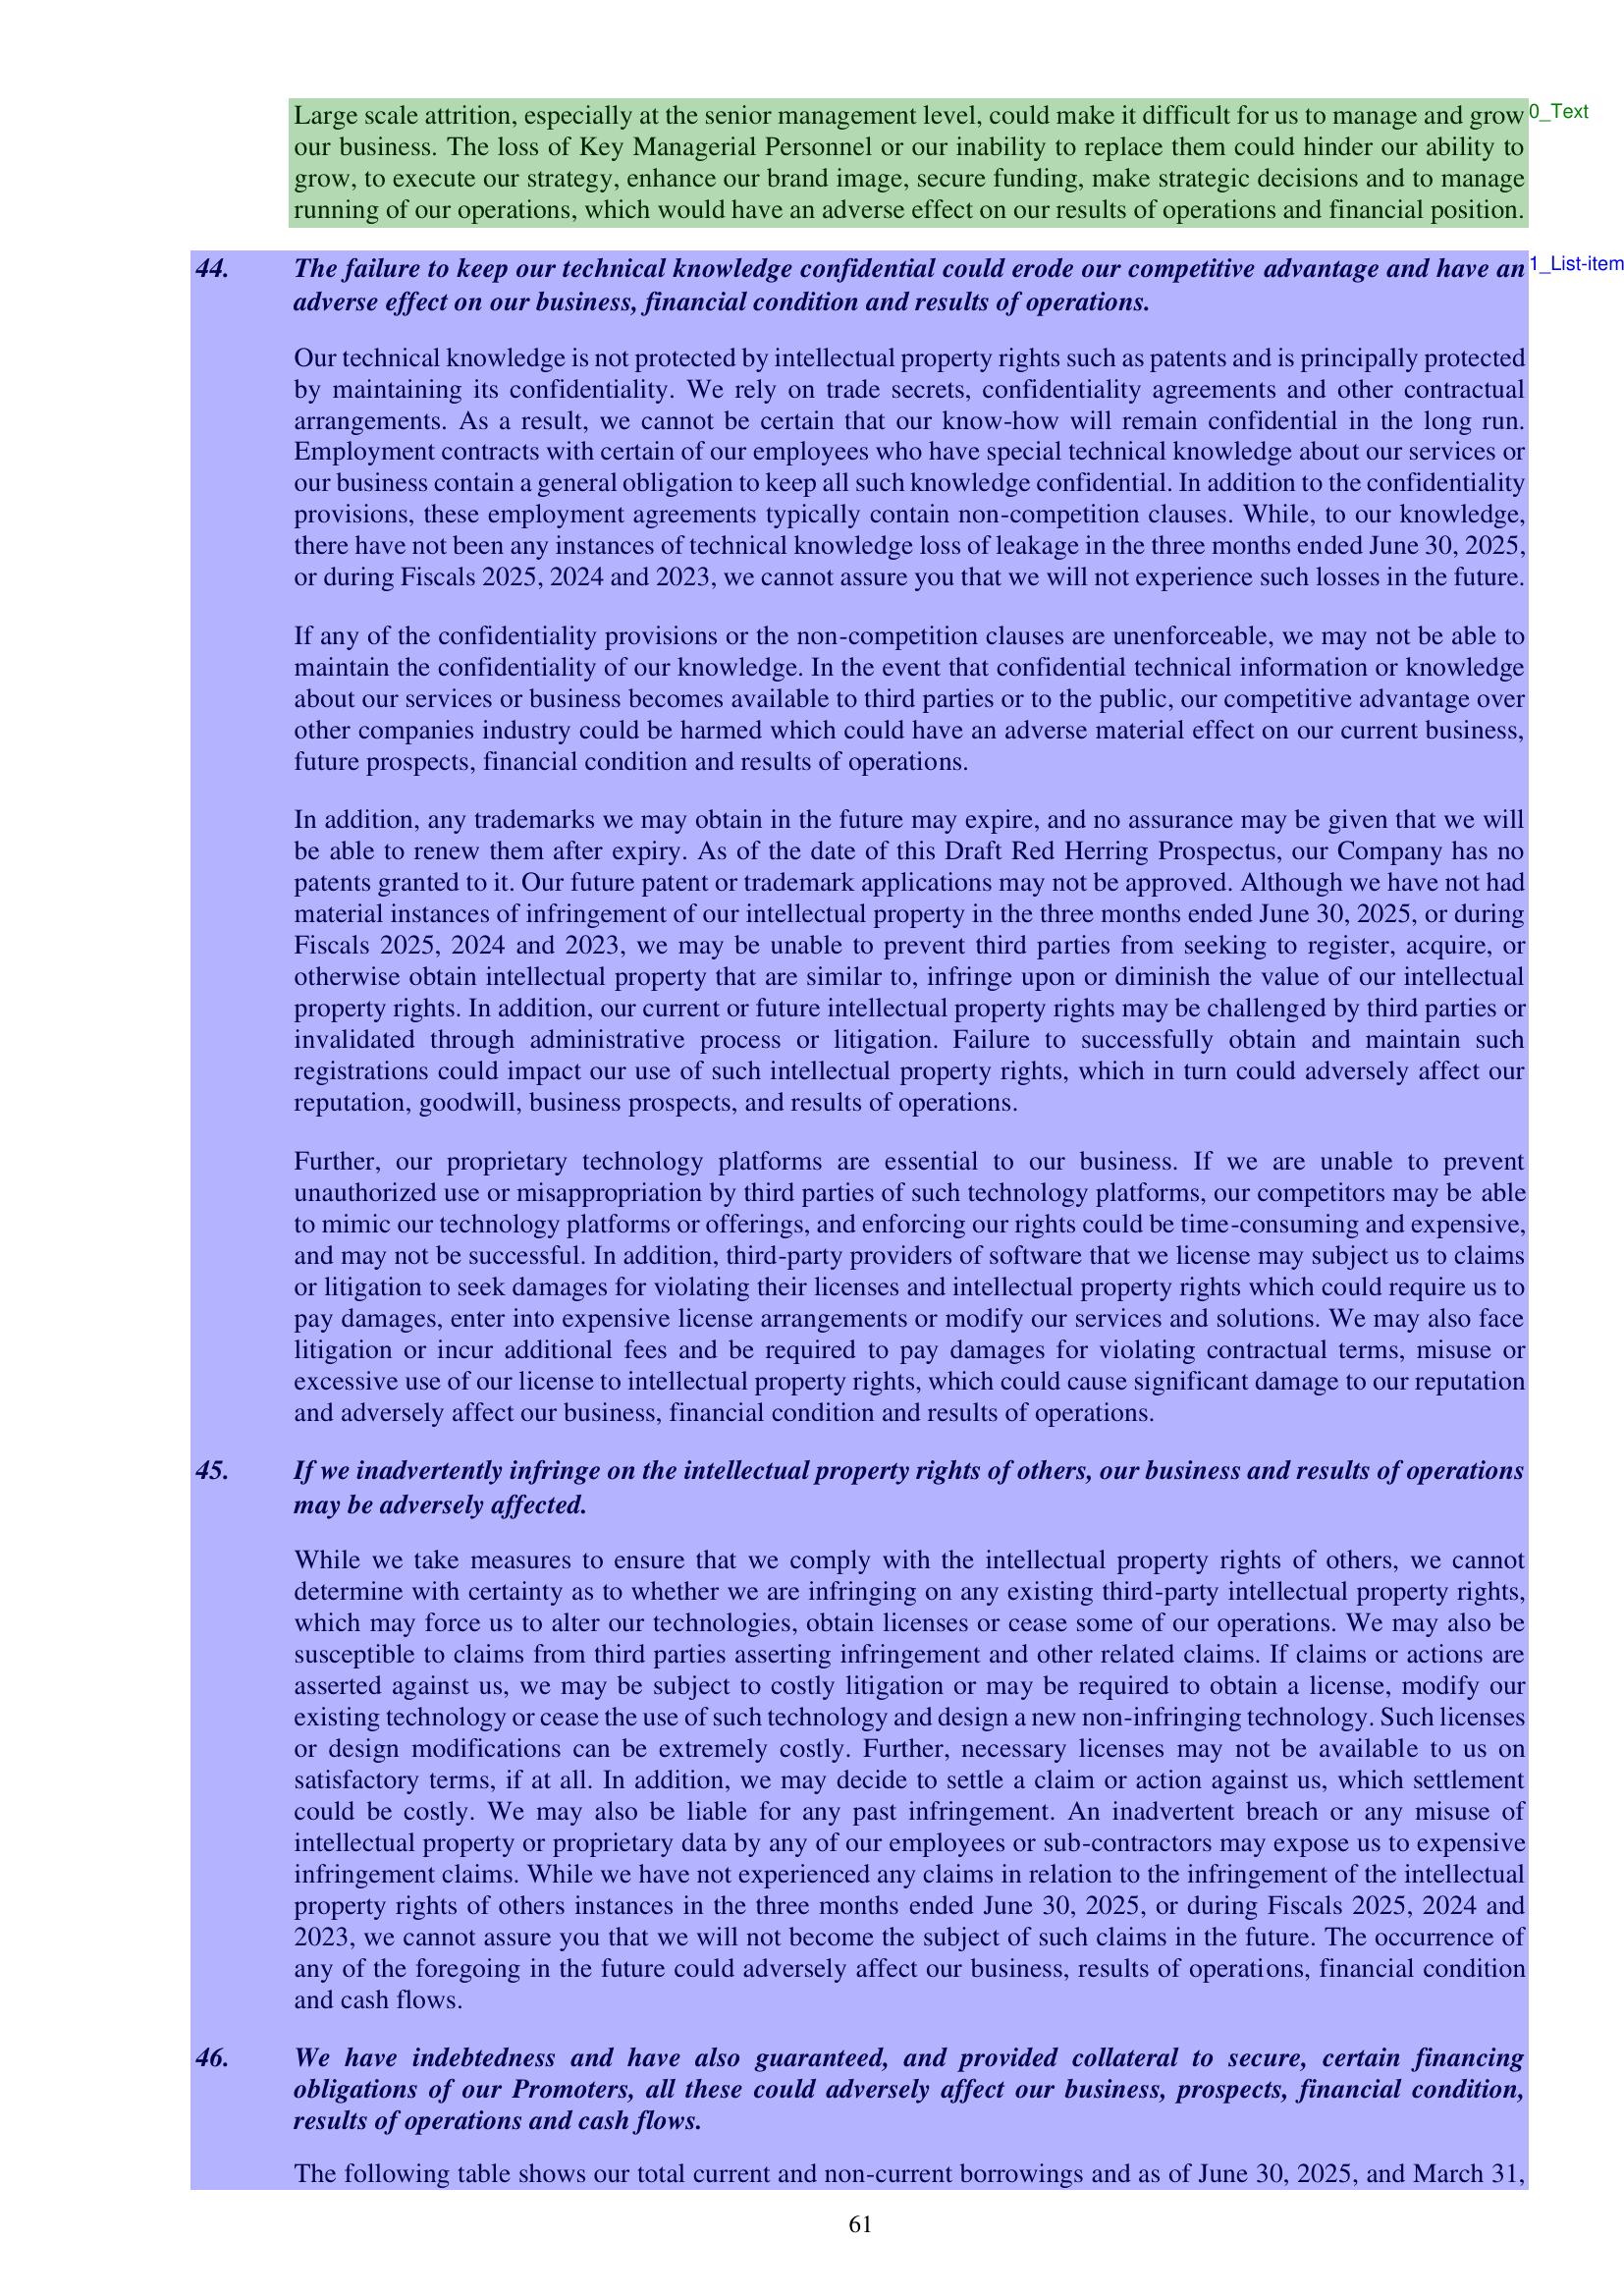 Large scale attrition, especially at the senior management level, could make it difficult for us to manage and grow
0_Text
our business. The loss of Key Managerial Personnel or our inability to replace them could hinder our ability to
grow, to execute our strategy, enhance our brand image, secure funding, make strategic decisions and to manage
running of our operations, which would have an adverse effect on our results of operations and financial position.
44. The failure to keep our technical knowledge confidential could erode our competitive advantage and have an
1_List-item
adverse effect on our business, financial condition and results of operations.
Our technical knowledge is not protected by intellectual property rights such as patents and is principally protected
by maintaining its confidentiality. We rely on trade secrets, confidentiality agreements and other contractual
arrangements. As a result, we cannot be certain that our know-how will remain confidential in the long run.
Employment contracts with certain of our employees who have special technical knowledge about our services or
our business contain a general obligation to keep all such knowledge confidential. In addition to the confidentiality
provisions, these employment agreements typically contain non-competition clauses. While, to our knowledge,
there have not been any instances of technical knowledge loss of leakage in the three months ended June 30, 2025,
or during Fiscals 2025, 2024 and 2023, we cannot assure you that we will not experience such losses in the future.
If any of the confidentiality provisions or the non-competition clauses are unenforceable, we may not be able to
maintain the confidentiality of our knowledge. In the event that confidential technical information or knowledge
about our services or business becomes available to third parties or to the public, our competitive advantage over
other companies industry could be harmed which could have an adverse material effect on our current business,
future prospects, financial condition and results of operations.
In addition, any trademarks we may obtain in the future may expire, and no assurance may be given that we will
be able to renew them after expiry. As of the date of this Draft Red Herring Prospectus, our Company has no
patents granted to it. Our future patent or trademark applications may not be approved. Although we have not had
material instances of infringement of our intellectual property in the three months ended June 30, 2025, or during
Fiscals 2025, 2024 and 2023, we may be unable to prevent third parties from seeking to register, acquire, or
otherwise obtain intellectual property that are similar to, infringe upon or diminish the value of our intellectual
property rights. In addition, our current or future intellectual property rights may be challenged by third parties or
invalidated through administrative process or litigation. Failure to successfully obtain and maintain such
registrations could impact our use of such intellectual property rights, which in turn could adversely affect our
reputation, goodwill, business prospects, and results of operations.
Further, our proprietary technology platforms are essential to our business. If we are unable to prevent
unauthorized use or misappropriation by third parties of such technology platforms, our competitors may be able
to mimic our technology platforms or offerings, and enforcing our rights could be time-consuming and expensive,
and may not be successful. In addition, third-party providers of software that we license may subject us to claims
or litigation to seek damages for violating their licenses and intellectual property rights which could require us to
pay damages, enter into expensive license arrangements or modify our services and solutions. We may also face
litigation or incur additional fees and be required to pay damages for violating contractual terms, misuse or
excessive use of our license to intellectual property rights, which could cause significant damage to our reputation
and adversely affect our business, financial condition and results of operations.
45. If we inadvertently infringe on the intellectual property rights of others, our business and results of operations
may be adversely affected.
While we take measures to ensure that we comply with the intellectual property rights of others, we cannot
determine with certainty as to whether we are infringing on any existing third-party intellectual property rights,
which may force us to alter our technologies, obtain licenses or cease some of our operations. We may also be
susceptible to claims from third parties asserting infringement and other related claims. If claims or actions are
asserted against us, we may be subject to costly litigation or may be required to obtain a license, modify our
existing technology or cease the use of such technology and design a new non-infringing technology. Such licenses
or design modifications can be extremely costly. Further, necessary licenses may not be available to us on
satisfactory terms, if at all. In addition, we may decide to settle a claim or action against us, which settlement
could be costly. We may also be liable for any past infringement. An inadvertent breach or any misuse of
intellectual property or proprietary data by any of our employees or sub-contractors may expose us to expensive
infringement claims. While we have not experienced any claims in relation to the infringement of the intellectual
property rights of others instances in the three months ended June 30, 2025, or during Fiscals 2025, 2024 and
2023, we cannot assure you that we will not become the subject of such claims in the future. The occurrence of
any of the foregoing in the future could adversely affect our business, results of operations, financial condition
and cash flows.
46. We have indebtedness and have also guaranteed, and provided collateral to secure, certain financing
obligations of our Promoters, all these could adversely affect our business, prospects, financial condition,
results of operations and cash flows.
The following table shows our total current and non-current borrowings and as of June 30, 2025, and March 31,
61